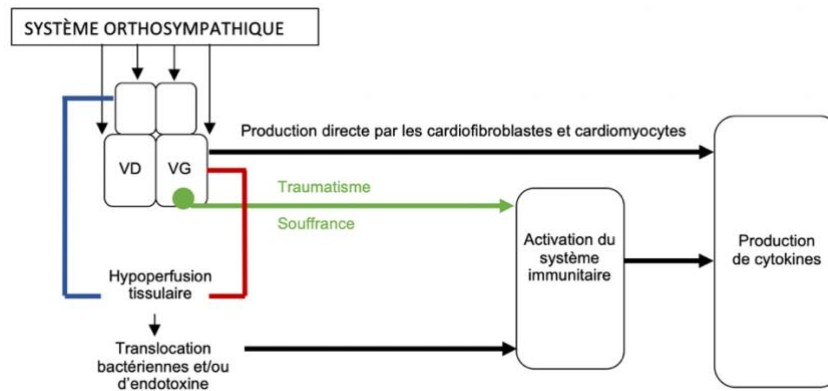 SYSTÈME ORTHOSYMPATHIQUE
Production directe par les cardiofibroblastes et cardiomyocytes
VD
VG
Traumatisme
Souffrance
Activation du
système
immunitaire
Production
de cytokines
Hypoperfusion
tissulaire
Translocation
bactériennes et/ou
d'endotoxine